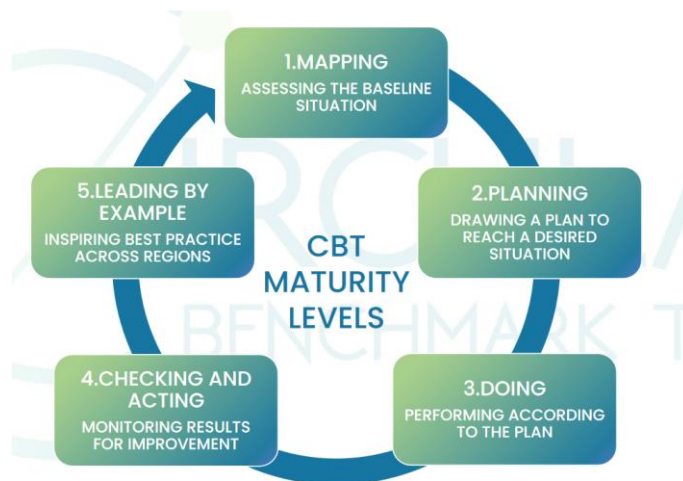 1.MAPPING
ASSESSING THE BASELINE
SITUATION
2.PLANNING
DRAWING A PLAN TO
REACH A DESIRED
SITUATION
3.DOING
PERFORMING ACCORDING
TO THE PLAN
4.CHECKING AND
ACTING
MONITORING RESULTS
FOR IMPROVEMENT
5.LEADING BY
EXAMPLE
INSPIRING BEST PRACTICE
ACROSS REGIONS
CBT
MATURITY
LEVELS
BENCHMARK T